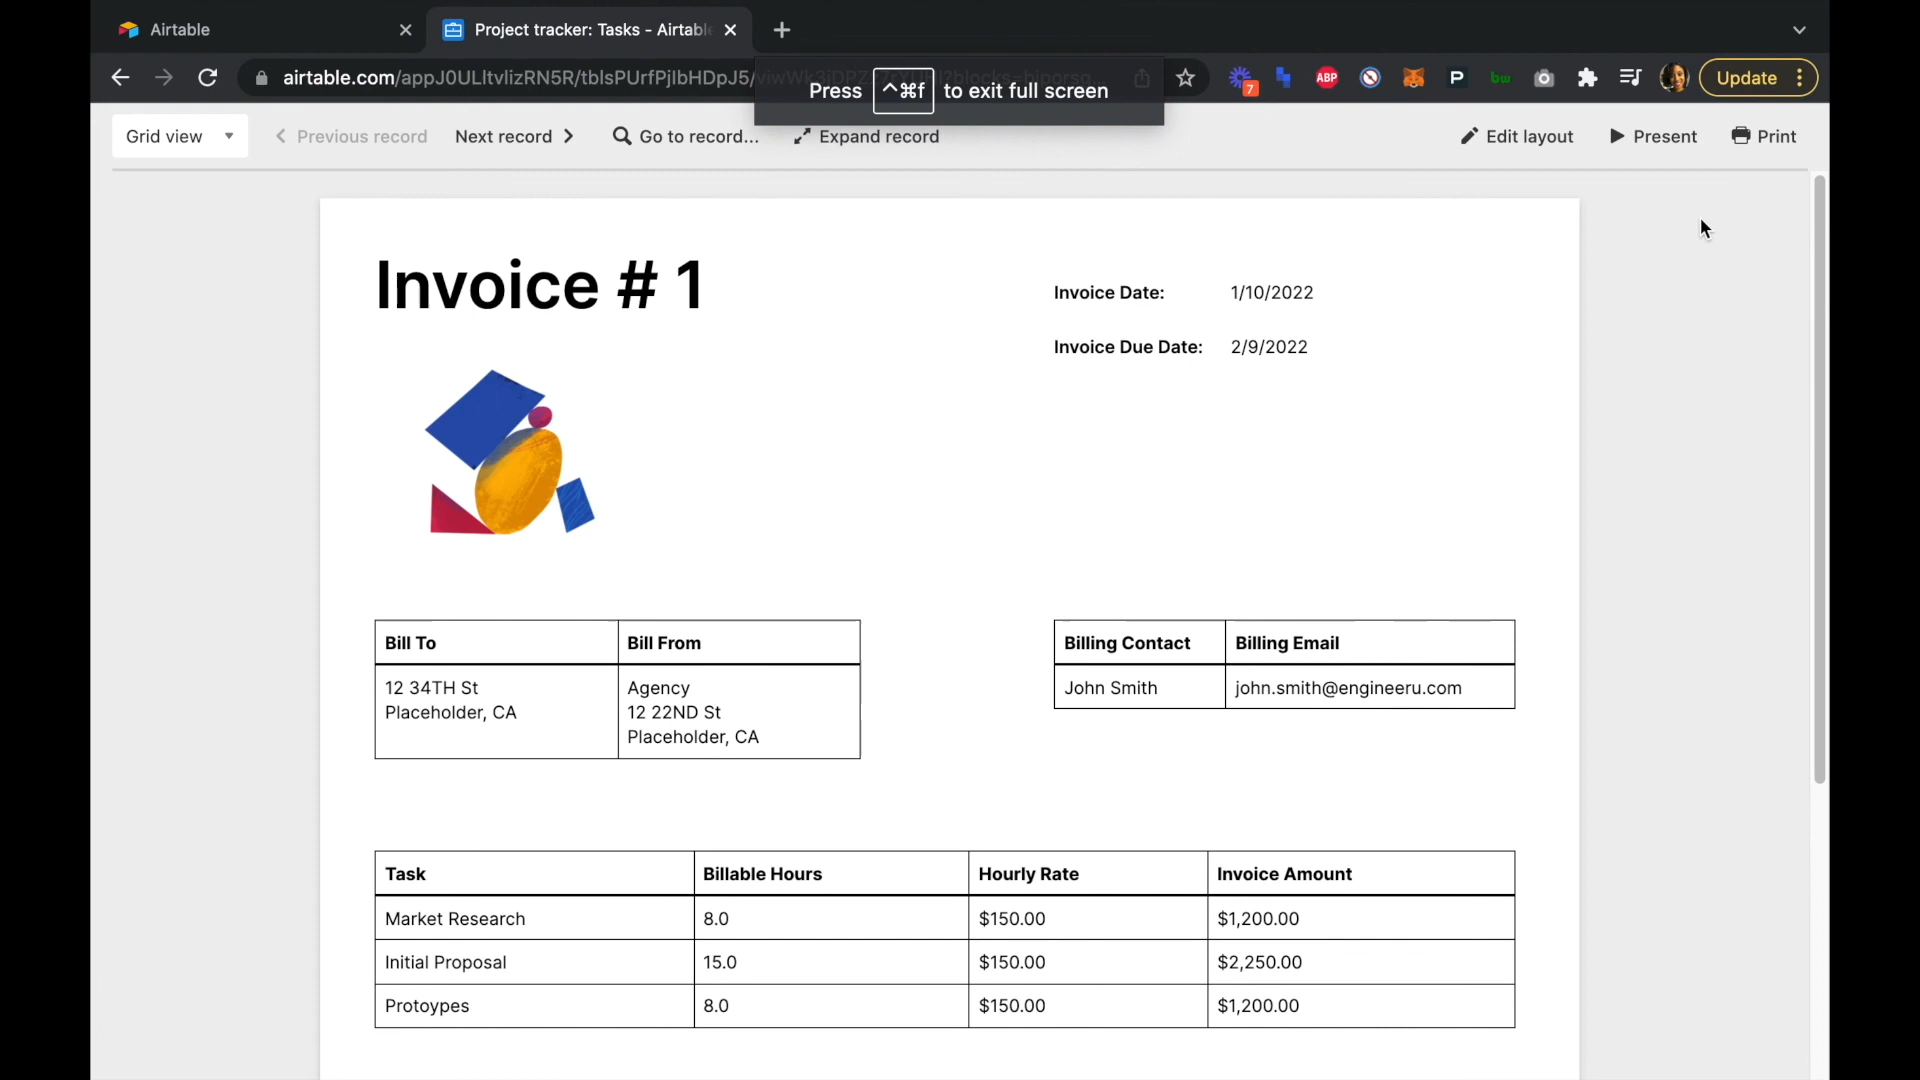 Airtable
Project tracker: Tasks - Airtable
airtable.com/appJ0ULltvlizRN5R/tblsPUrfPjlbHDpJ5/
7
ABP
P
bw
Update
Press ^⌘f to exit full screen
Grid view
Previous record
Next record
Go to record...
Expand record
Edit layout
Present
Print
Invoice # 1
Invoice Date: 1/10/2022
Invoice Due Date: 2/9/2022
Bill To Bill From
12 34TH St Agency
Placeholder, CA 12 22ND St
Placeholder, CA
Billing Contact Billing Email
John Smith john.smith@engineeru.com
Task Billable Hours Hourly Rate Invoice Amount
Market Research 8.0 $150.00 $1,200.00
Initial Proposal 15.0 $150.00 $2,250.00
Protoypes 8.0 $150.00 $1,200.00